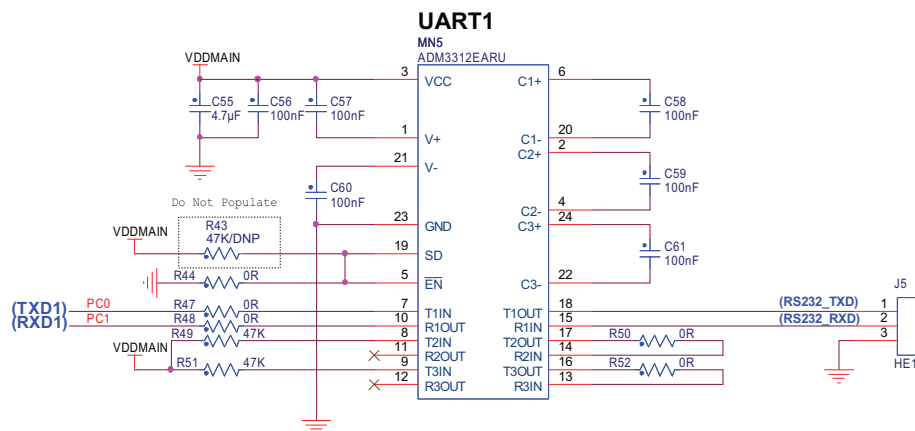 UART1
MN5
ADM3312EARU
VDDMAIN
3 VCC C1+ 6
C55 C56 C57 C58
4.7µF 100nF 100nF 100nF
1 V+ C1- 20
C2+ 2
21 V-
C60 C59
100nF 100nF
Do Not Populate
C2- 4
23 GND C3+ 24
R43
47K/DNP
VDDMAIN
19 SD
C61
100nF
R44 0R 5 EN C3- 22
J5
(TXD1) PC0 R47 0R 7 T1IN T1OUT 18 (RS232_TXD) 1
(RXD1) PC1 R48 0R 10 R1OUT R1IN 15 (RS232_RXD) 2
R49 47K 8 T2IN T2OUT 17 R50 0R 3
VDDMAIN 11 R2OUT R2IN 14
R51 47K 9 T3IN T3OUT 16 R52 0R HE1
12 R3OUT R3IN 13